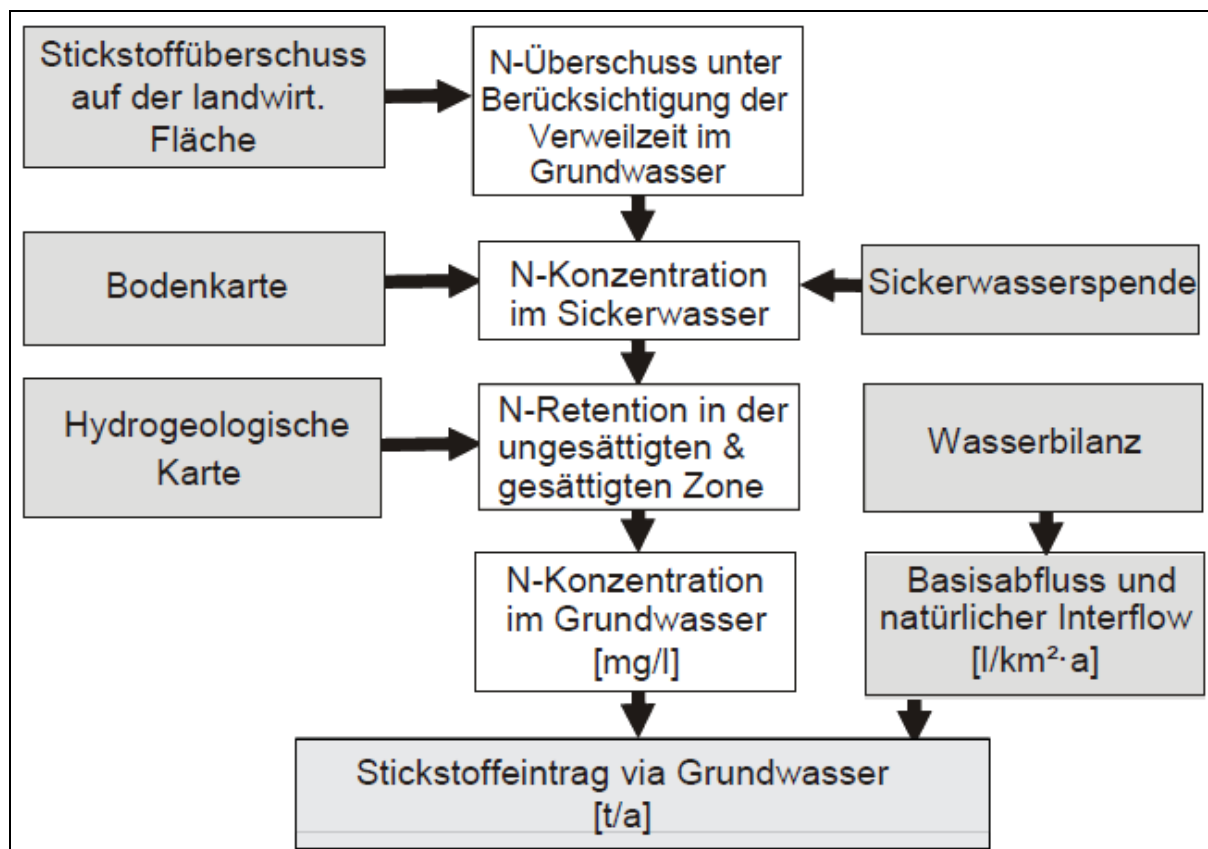 Stickstoffüberschuss
auf der landwirt.
Fläche
N-Überschuss unter
Berücksichtigung der
Verweilzeit im
Grundwasser
Bodenkarte
N-Konzentration
im Sickerwasser
Sickerwasserspende
Hydrogeologische
Karte
N-Retention in der
ungesättigten &
gesättigten Zone
Wasserbilanz
N-Konzentration
im Grundwasser
[mg/l]
Basisabfluss und
natürlicher Interflow
[l/km²·a]
Stickstoffeintrag via Grundwasser
[t/a]